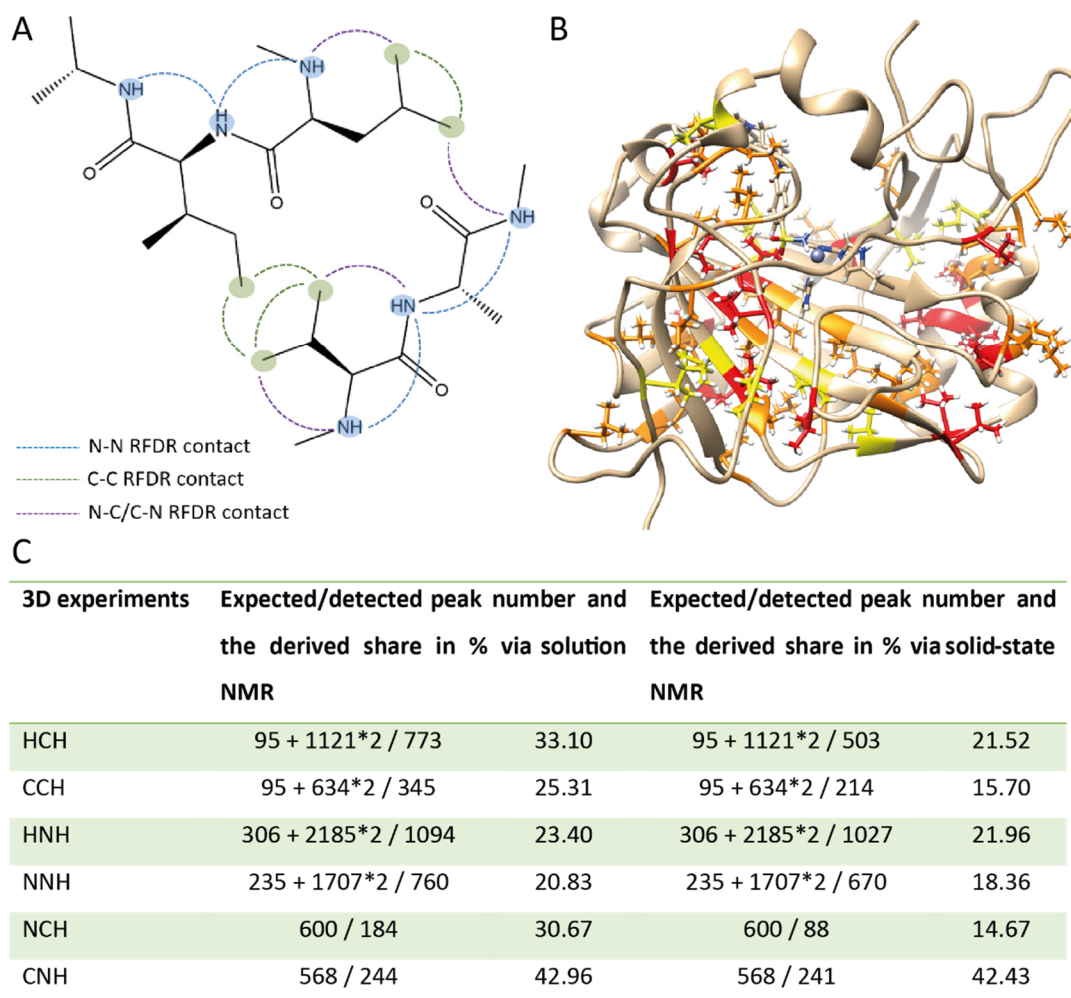 A
B
NH
NH
H
N
O
O
O
NH
HN
O
NH
N-N RFDR contact
C-C RFDR contact
N-C/C-N RFDR contact
C
3D experiments Expected/detected peak number and the derived share in % via solution NMR Expected/detected peak number and the derived share in % via solid-state NMR
HCH 95 + 1121*2 / 773 33.10 95 + 1121*2 / 503 21.52
CCH 95 + 634*2 / 345 25.31 95 + 634*2 / 214 15.70
HNH 306 + 2185*2 / 1094 23.40 306 + 2185*2 / 1027 21.96
NNH 235 + 1707*2 / 760 20.83 235 + 1707*2 / 670 18.36
NCH 600 / 184 30.67 600 / 88 14.67
CNH 568 / 244 42.96 568 / 241 42.43